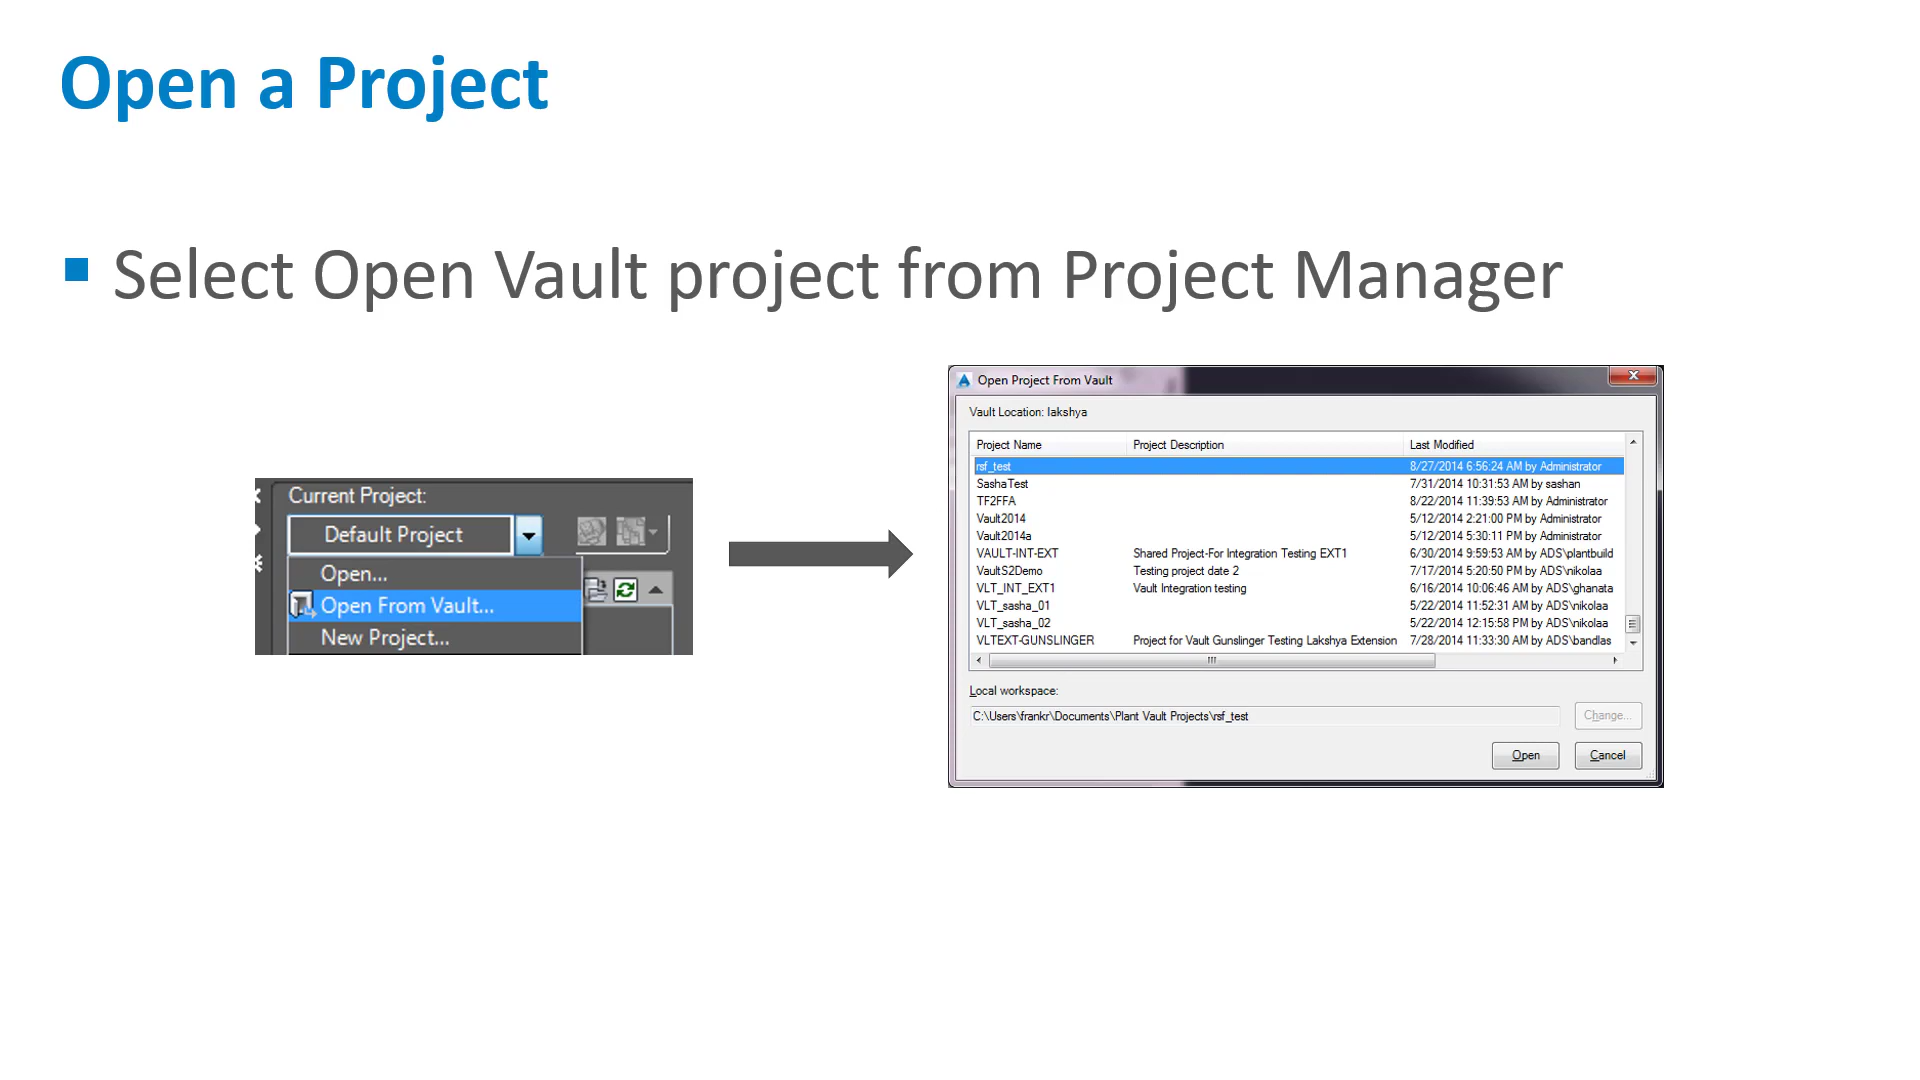 Open a Project
Select Open Vault project from Project Manager
Current Project:
Default Project
Open...
Open From Vault...
New Project...
Open Project From Vault
Vault Location: lakshya
Project Name Project Description Last Modified
rsf_test 8/27/2014 6:56:24 AM by Administrator
SashaTest 7/31/2014 10:31:53 AM by sashan
TF2FFA 8/22/2014 11:39:53 AM by Administrator
Vault2014 5/12/2014 2:21:00 PM by Administrator
Vault2014a 5/12/2014 5:30:11 PM by Administrator
VAULT-INT-EXT Shared Project-For Integration Testing EXT1 6/30/2014 9:59:53 AM by ADS\plantbuild
VaultS2Demo Testing project date 2 7/17/2014 5:20:50 PM by ADS\nikolaa
VLT_INT_EXT1 Vault Integration testing 6/16/2014 10:06:46 AM by ADS\ghanata
VLT_sasha_01 5/22/2014 11:52:31 AM by ADS\nikolaa
VLT_sasha_02 5/22/2014 12:15:58 PM by ADS\nikolaa
VLTEXT-GUNSLINGER Project for Vault Gunslinger Testing Lakshya Extension 7/28/2014 11:33:30 AM by ADS\bandlas
Local workspace:
C:\Users\frankr\Documents\Plant Vault Projects\rsf_test
Change...
Open Cancel